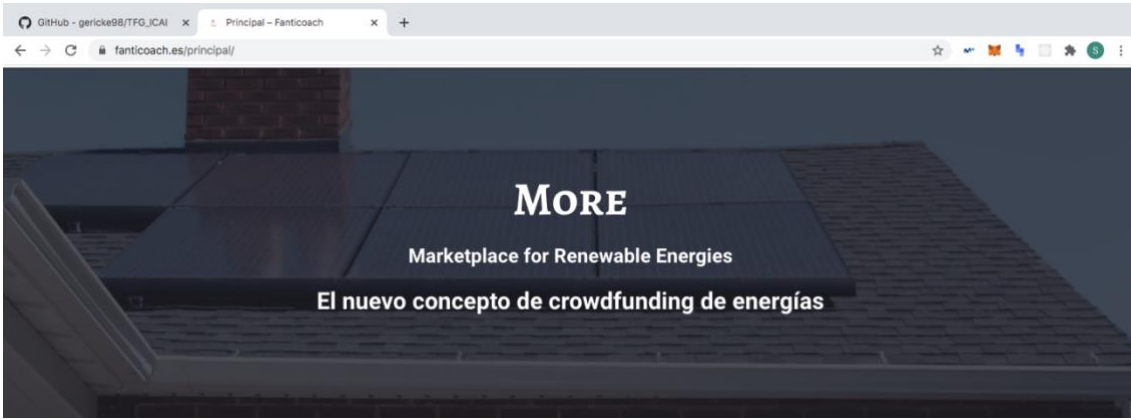 GitHub - gericke98/TFG_ICAI
Principal – Fanticoach
fanticoach.es/principal/
S
MORE
Marketplace for Renewable Energies
El nuevo concepto de crowdfunding de energías